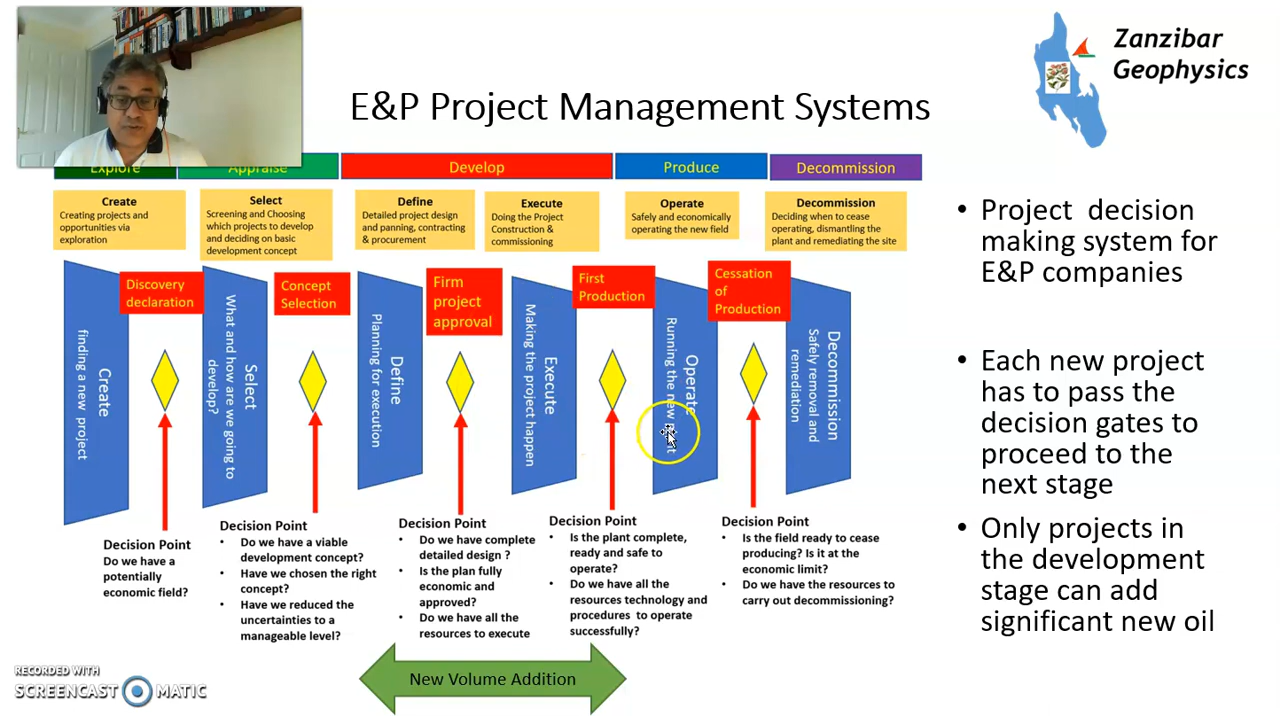 Zanzibar
Geophysics
E&P Project Management Systems
Explore
Appraise
Develop
Produce
Decommission
Create
Creating projects and
opportunities via
exploration
Select
Screening and Choosing
which projects to develop
and deciding on basic
development concept
Define
Detailed project design
and panning, contracting
& procurement
Execute
Doing the Project
Construction &
commissioning
Operate
Safely and economically
operating the new field
Decommission
Deciding when to cease
operating, dismantling the
plant and remediating the site
Discovery
declaration
Concept
Selection
Firm
project
approval
First
Production
Cessation
of
Production
Create
finding a new project
Select
What and how are we going to
develop?
Define
Planning for execution
Execute
Making the project happen
Operate
Running the new
Decommission
Safely removal and
remediation
Decision Point
Do we have a
potentially
economic field?
Decision Point
• Do we have a viable
development concept?
• Have we chosen the right
concept?
• Have we reduced the
uncertainties to a
manageable level?
Decision Point
• Do we have complete
detailed design ?
• Is the plan fully
economic and
approved?
• Do we have all the
resources to execute
Decision Point
• Is the plant complete,
ready and safe to
operate?
• Do we have all the
resources technology and
procedures to operate
successfully?
Decision Point
• Is the field ready to cease
producing? Is it at the
economic limit?
• Do we have the resources to
carry out decommissioning?
New Volume Addition
• Project decision
making system for
E&P companies
• Each new project
has to pass the
decision gates to
proceed to the
next stage
• Only projects in
the development
stage can add
significant new oil
RECORDED WITH
SCREENCAST MATIC